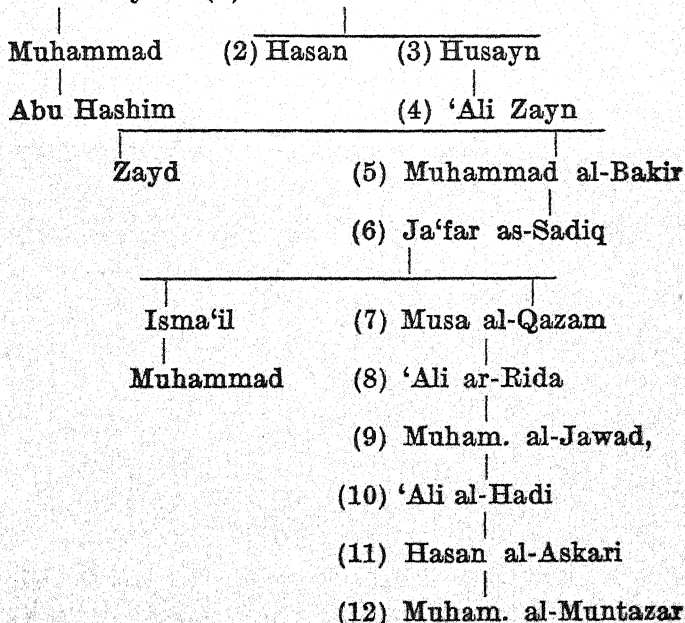 Muhammad (2) Hasan (3) Husayn
Abu Hashim (4) ‘Ali Zayn
Zayd (5) Muhammad al-Bakir
(6) Ja‘far as-Sadiq
Isma‘il (7) Musa al-Qazam
Muhammad (8) ‘Ali ar-Rida
(9) Muham. al-Jawad,
(10) ‘Ali al-Hadi
(11) Hasan al-Askari
(12) Muham. al-Muntazar